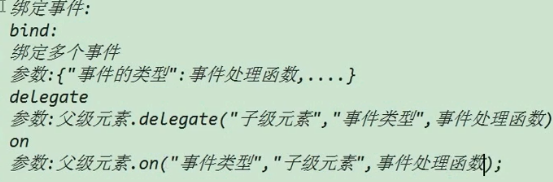 绑定事件:
bind:
绑定多个事件
参数:{"事件的类型":事件处理函数,....}
delegate
参数:父级元素.delegate("子级元素","事件类型",事件处理函数)
on
参数:父级元素.on("事件类型","子级元素",事件处理函数);